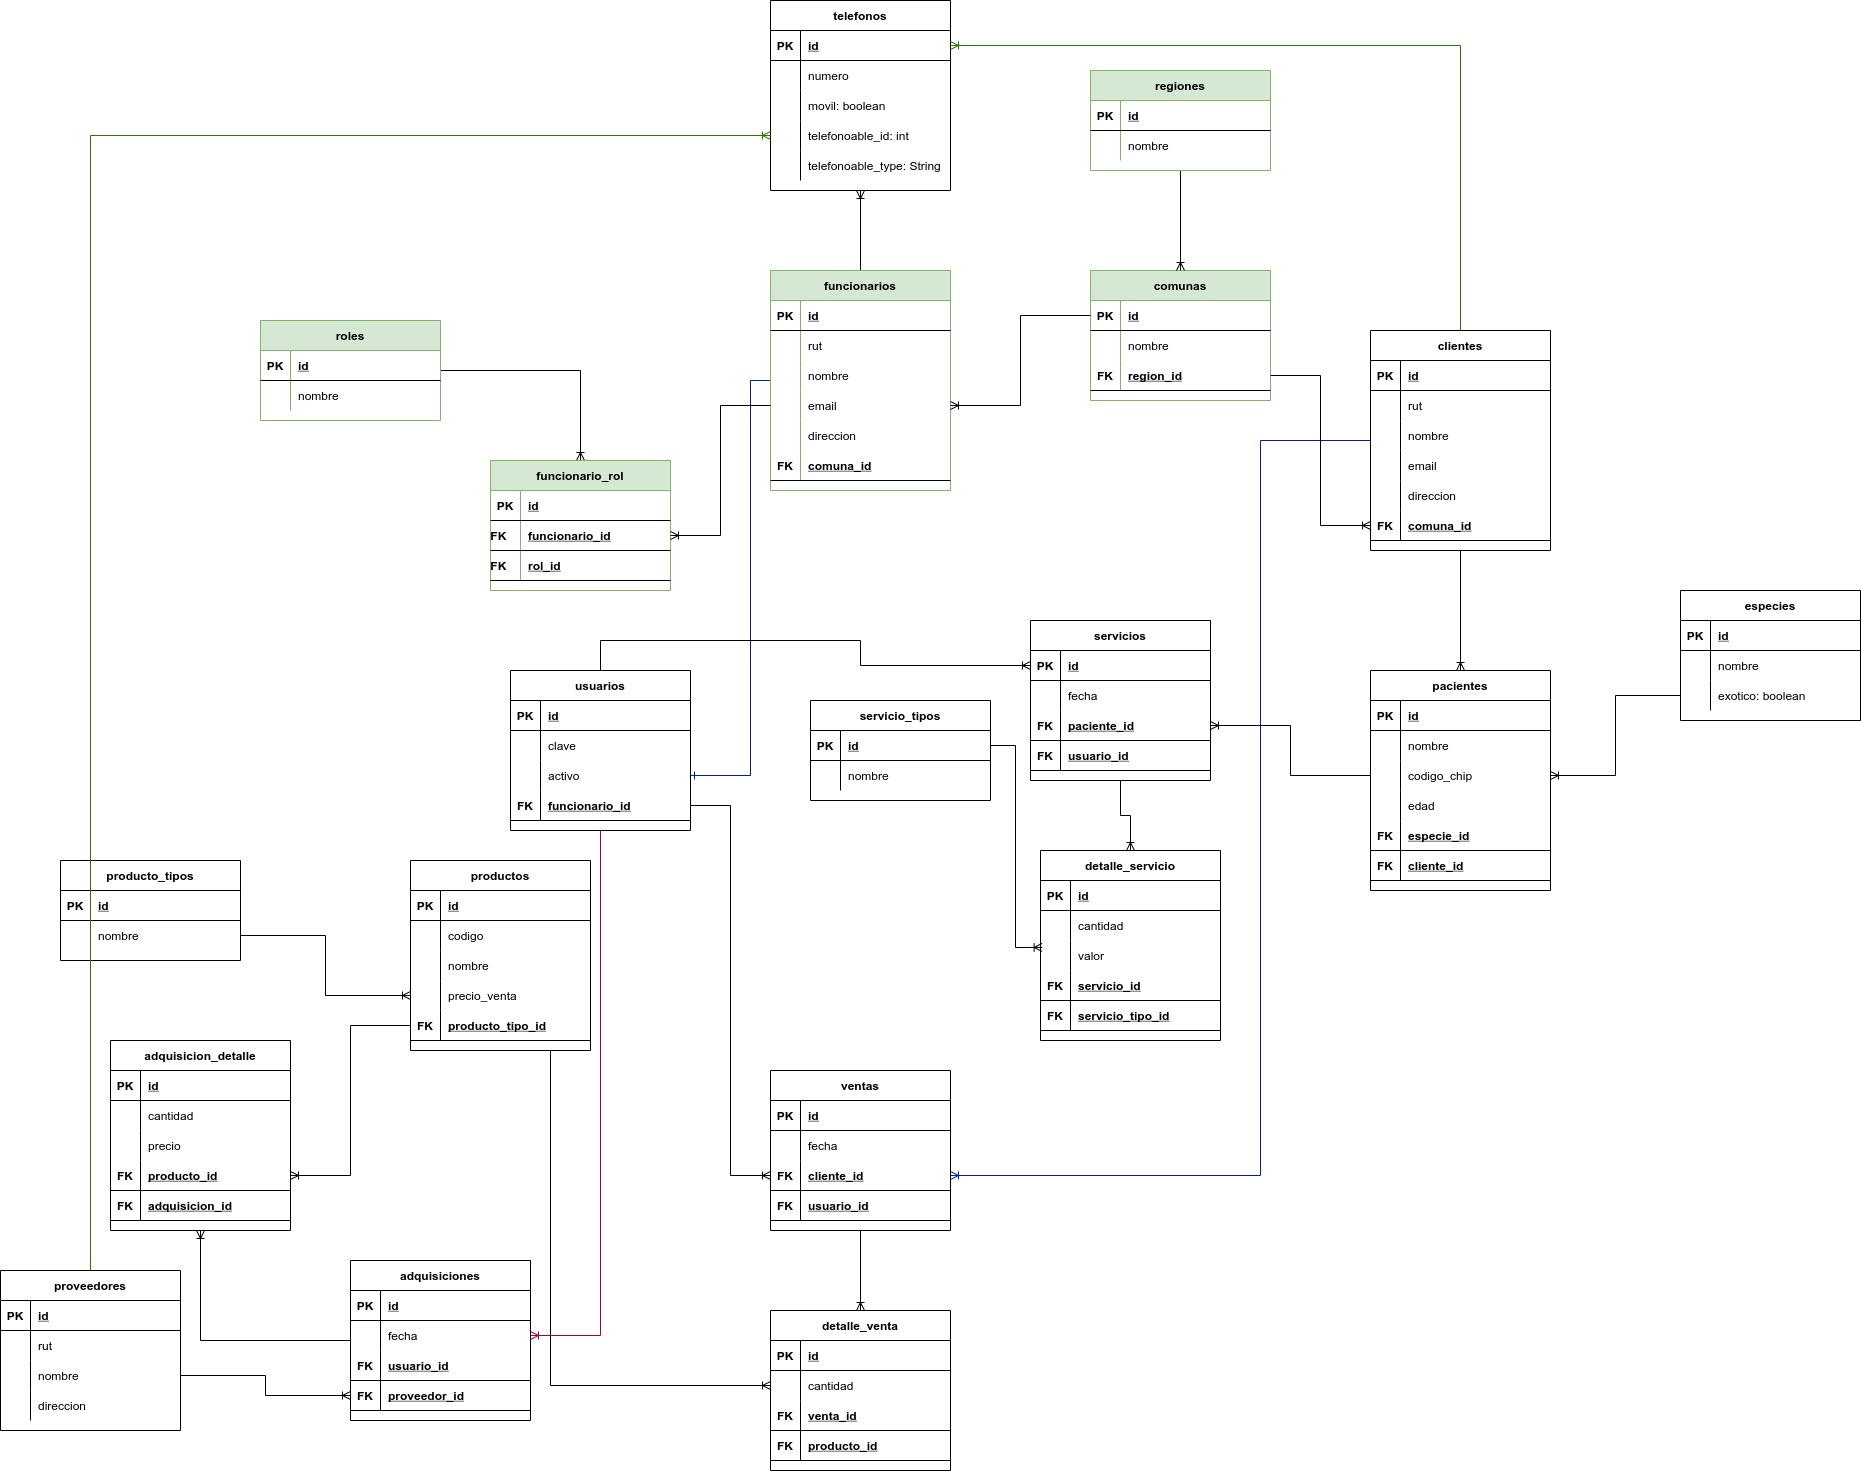 telefonos
PK id
numero
movil: boolean
telefonoable_id: int
telefonoable_type: String
regiones
PK id
nombre
funcionarios
PK id
rut
nombre
email
direccion
FK comuna_id
comunas
PK id
nombre
FK region_id
roles
PK id
nombre
clientes
PK id
rut
nombre
email
direccion
FK comuna_id
funcionario_rol
PK id
FK funcionario_id
FK rol_id
especies
PK id
nombre
exotico: boolean
servicios
PK id
fecha
FK paciente_id
FK usuario_id
usuarios
PK id
clave
activo
FK funcionario_id
servicio_tipos
PK id
nombre
pacientes
PK id
nombre
codigo_chip
edad
FK especie_id
FK cliente_id
producto_tipos
PK id
nombre
productos
PK id
codigo
nombre
precio_venta
FK producto_tipo_id
detalle_servicio
PK id
cantidad
valor
FK servicio_id
FK servicio_tipo_id
adquisicion_detalle
PK id
cantidad
precio
FK producto_id
FK adquisicion_id
ventas
PK id
fecha
FK cliente_id
FK usuario_id
proveedores
PK id
rut
nombre
direccion
adquisiciones
PK id
fecha
FK usuario_id
FK proveedor_id
detalle_venta
PK id
cantidad
FK venta_id
FK producto_id